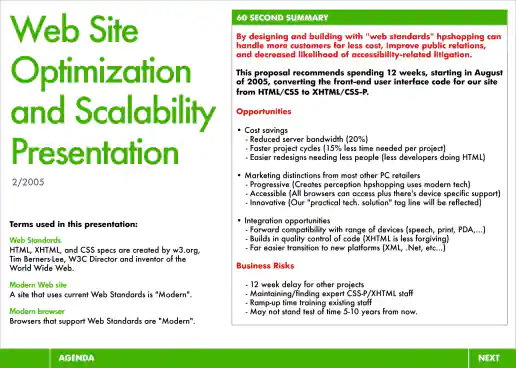 Web Site
Optimization
and Scalability
Presentation
2/2005
Terms used in this presentation:
Web Standards
HTML, XHTML, and CSS specs are created by w3.org,
Tim Berners-Lee, W3C Director and inventor of the
World Wide Web.
Modern Web site
A site that uses current Web Standards is "Modern".
Modern browser
Browsers that support Web Standards are "Modern".
60 SECOND SUMMARY
By designing and building with "web standards" hpshopping can
handle more customers for less cost, improve public relations,
and decreased likelihood of accessibility-related litigation.
This proposal recommends spending 12 weeks, starting in August
of 2005, converting the front-end user interface code for our site
from HTML/CSS to XHTML/CSS-P.
Opportunities
• Cost savings
- Reduced server bandwidth (20%)
- Faster project cycles (15% less time needed per project)
- Easier redesigns needing less people (less developers doing HTML)
• Marketing distinctions from most other PC retailers
- Progressive (Creates perception hpshopping uses modern tech)
- Accessible (All browsers can access plus there's device specific support)
- Innovative (Our "practical tech. solution" tag line will be reflected)
• Integration opportunities
- Forward compatibility with range of devices (speech, print, PDA,...)
- Builds in quality control of code (XHTML is less forgiving)
- Far easier to transition to new platforms (XML, .Net, etc...)
Business Risks
- 12 week delay for other projects
- Maintaining/finding expert CSS-P/XHTML staff
- Ramp-up time training existing staff
- May not stand test of time 5-10 years from now.
AGENDA
NEXT